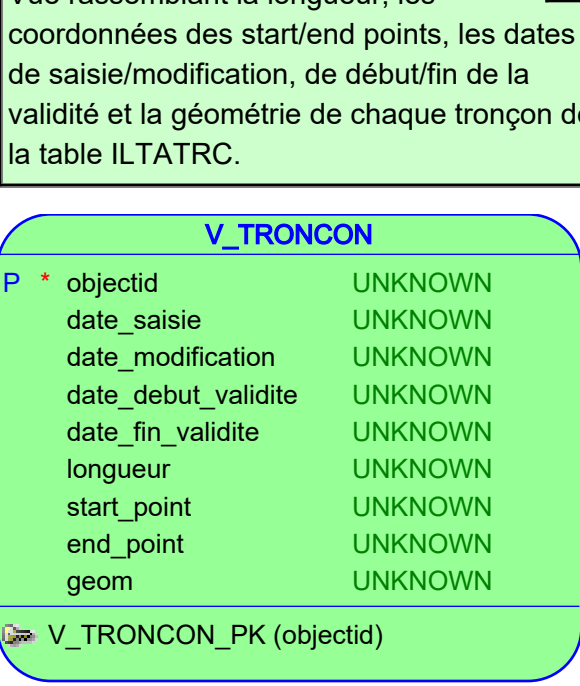 coordonnées des start/end points, les dates
de saisie/modification, de début/fin de la
validité et la géométrie de chaque tronçon
la table ILTATRC.
V_TRONCON
P * objectid UNKNOWN
date_saisie UNKNOWN
date_modification UNKNOWN
date_debut_validite UNKNOWN
date_fin_validite UNKNOWN
longueur UNKNOWN
start_point UNKNOWN
end_point UNKNOWN
geom UNKNOWN
V_TRONCON_PK (objectid)